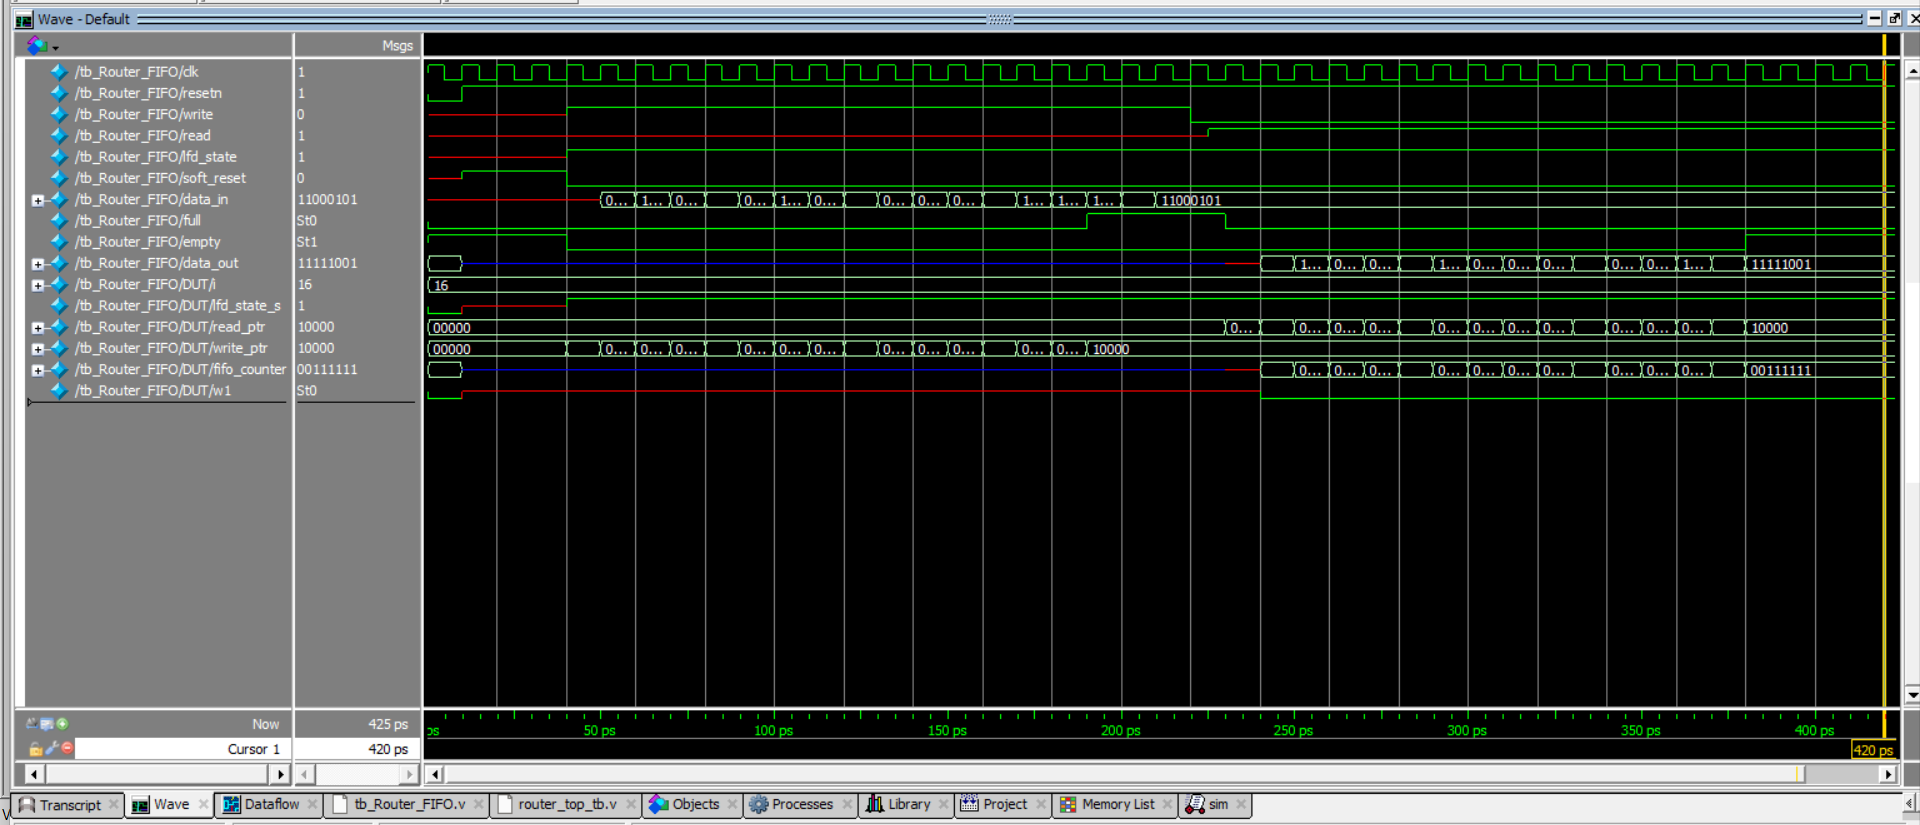 Wave - Default
Msgs
/tb_Router_FIFO/clk 1
/tb_Router_FIFO/resetn 1
/tb_Router_FIFO/write 0
/tb_Router_FIFO/read 1
/tb_Router_FIFO/lfd_state 1
/tb_Router_FIFO/soft_reset 0
/tb_Router_FIFO/data_in 11000101 0... 1... 0... 0... 1... 0... 0... 0... 0... 1... 1... 1... 11000101
/tb_Router_FIFO/full St0
/tb_Router_FIFO/empty St1
/tb_Router_FIFO/data_out 11111001 1... 0... 0... 1... 0... 0... 0... 0... 0... 1... 11111001
/tb_Router_FIFO/DUT/i 16 16
/tb_Router_FIFO/DUT/lfd_state_s 1
/tb_Router_FIFO/DUT/read_ptr 10000 00000 0... 0... 0... 0... 0... 0... 0... 0... 0... 0... 0... 10000
/tb_Router_FIFO/DUT/write_ptr 10000 00000 0... 0... 0... 0... 0... 0... 0... 0... 0... 0... 0... 10000
/tb_Router_FIFO/DUT/fifo_counter 00111111 0... 0... 0... 0... 0... 0... 0... 0... 0... 0... 00111111
/tb_Router_FIFO/DUT/w1 St0
Now 425 ps
ps 50 ps 100 ps 150 ps 200 ps 250 ps 300 ps 350 ps 400 ps
Cursor 1 420 ps 420 ps
Transcript Wave Dataflow tb_Router_FIFO.v router_top_tb.v Objects Processes Library Project Memory List sim